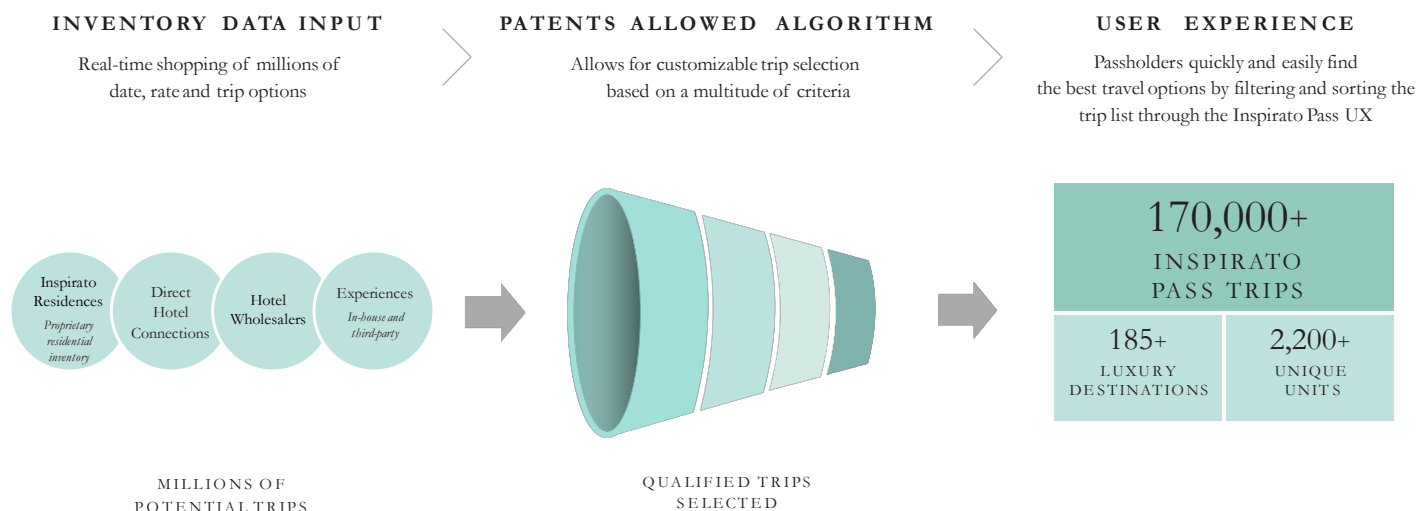 INVENTORY DATA INPUT
Real-time shopping of millions of
date, rate and trip options
PATENTS ALLOWED ALGORITHM
Allows for customizable trip selection
based on a multitude of criteria
USER EXPERIENCE
Passholders quickly and easily find
the best travel options by filtering and sorting the
trip list through the Inspirato Pass UX
Inspirato
Residences
Proprietary
residential
inventory
Direct
Hotel
Connections
Hotel
Wholesalers
Experiences
In-house and
third-party
170,000+
INSPIRATO
PASS TRIPS
185+
LUXURY
DESTINATIONS
2,200+
UNIQUE
UNITS
MILLIONS OF
POTENTIAL TRIPS
QUALIFIED TRIPS
SELECTED